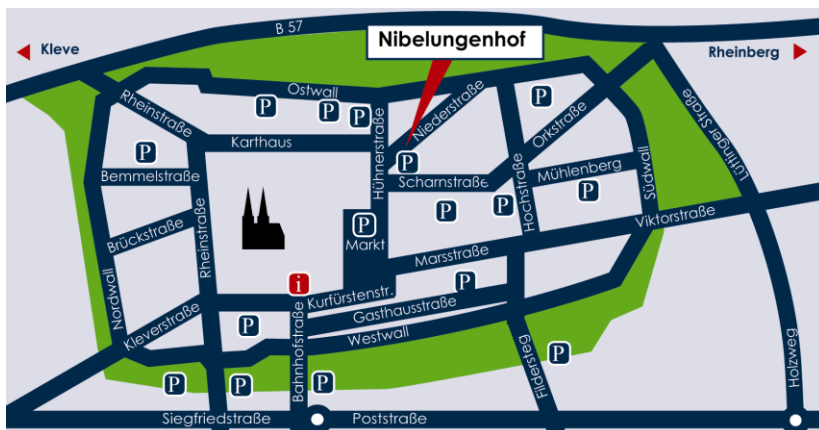 B 57
Kleve
Nibelungenhof
Rheinberg
Ostwall
Rheinstraße
P
P
P
P
Niederstraße
Orkstraße
Lüttinger Straße
Karthaus
Hühnerstraße
P
P
Bemmelstraße
Scharnstraße
Mühlenberg
Südwall
P
P
P
Hochstraße
Brückstraße
Rheinstraße
P
Markt
Viktorstraße
Marsstraße
Nordwall
i
P
Kurfürstenstr.
Gasthausstraße
Kleverstraße
P
Westwall
Bahnhofstraße
P
P
P
P
Fildersteg
Holzweg
Siegfriedstraße
Poststraße